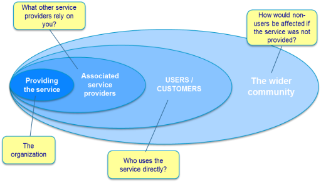 What other service
providers rely on
you?
How would non-
users be affected if
the service was not
provided?
Providing
the service
Associated
service
providers
USERS /
CUSTOMERS
The wider
community
The
organization
Who uses the
service directly?